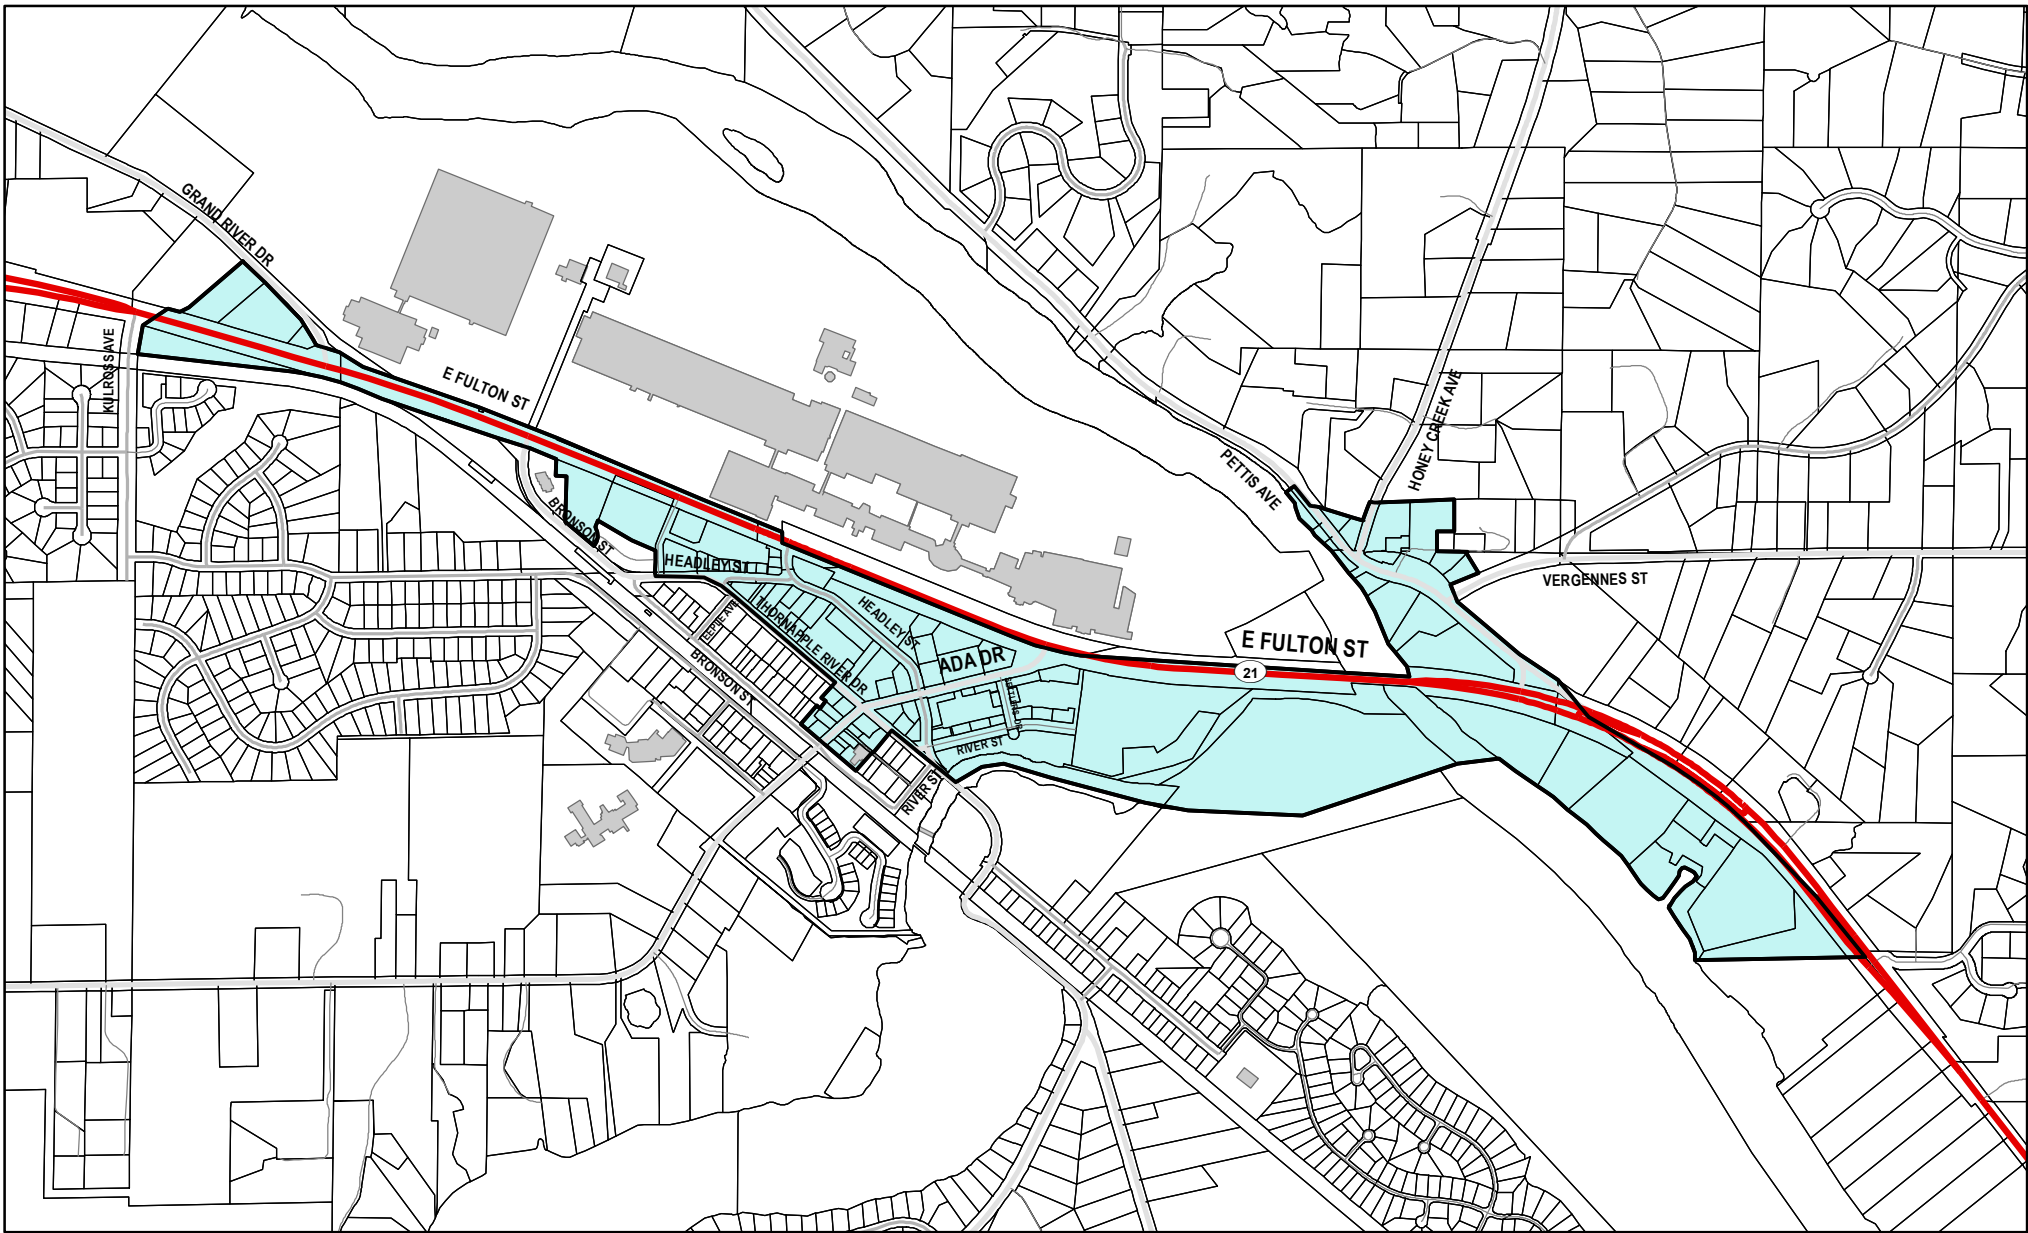 GRAND RIVER DR
KULROSS AVE
E FULTON ST
HONEY CREEK AVE
PETTIS AVE
BRONSON ST
HEADLEY ST
VERGENNES ST
THORNAPPLE RIVER DR
HEADLEY ST
E FULTON ST
ADA DR
21
BRONSON ST
RIVER ST
RIVER ST